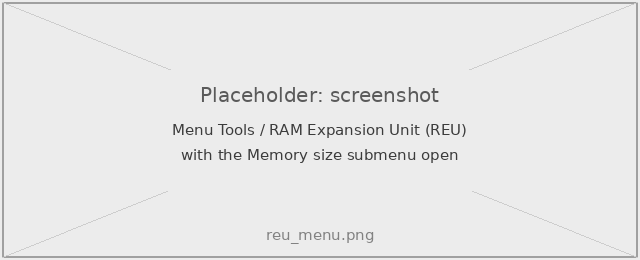 Placeholder: screenshot
Menu Tools / RAM Expansion Unit (REU)
with the Memory size submenu open
reu_menu.png